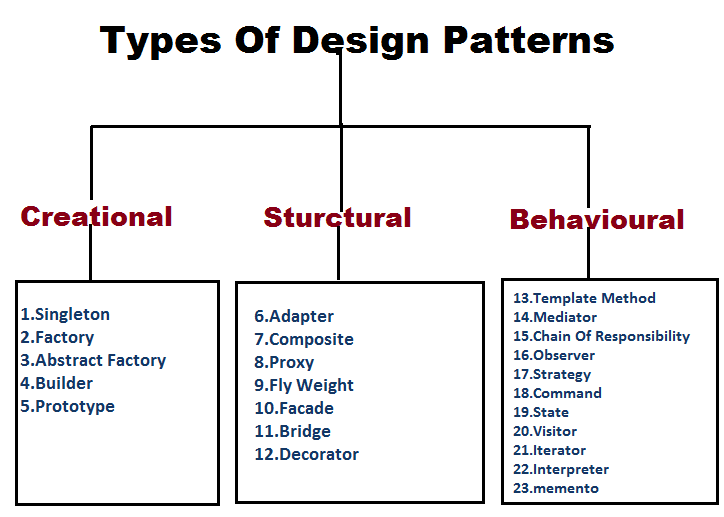 Types Of Design Patterns
Creational
Sturctural
Behavioural
1.Singleton
2.Factory
3.Abstract Factory
4.Builder
5.Prototype
6.Adapter
7.Composite
8.Proxy
9.Fly Weight
10.Facade
11.Bridge
12.Decorator
13.Template Method
14.Mediator
15.Chain Of Responsibility
16.Observer
17.Strategy
18.Command
19.State
20.Visitor
21.Iterator
22.Interpreter
23.memento